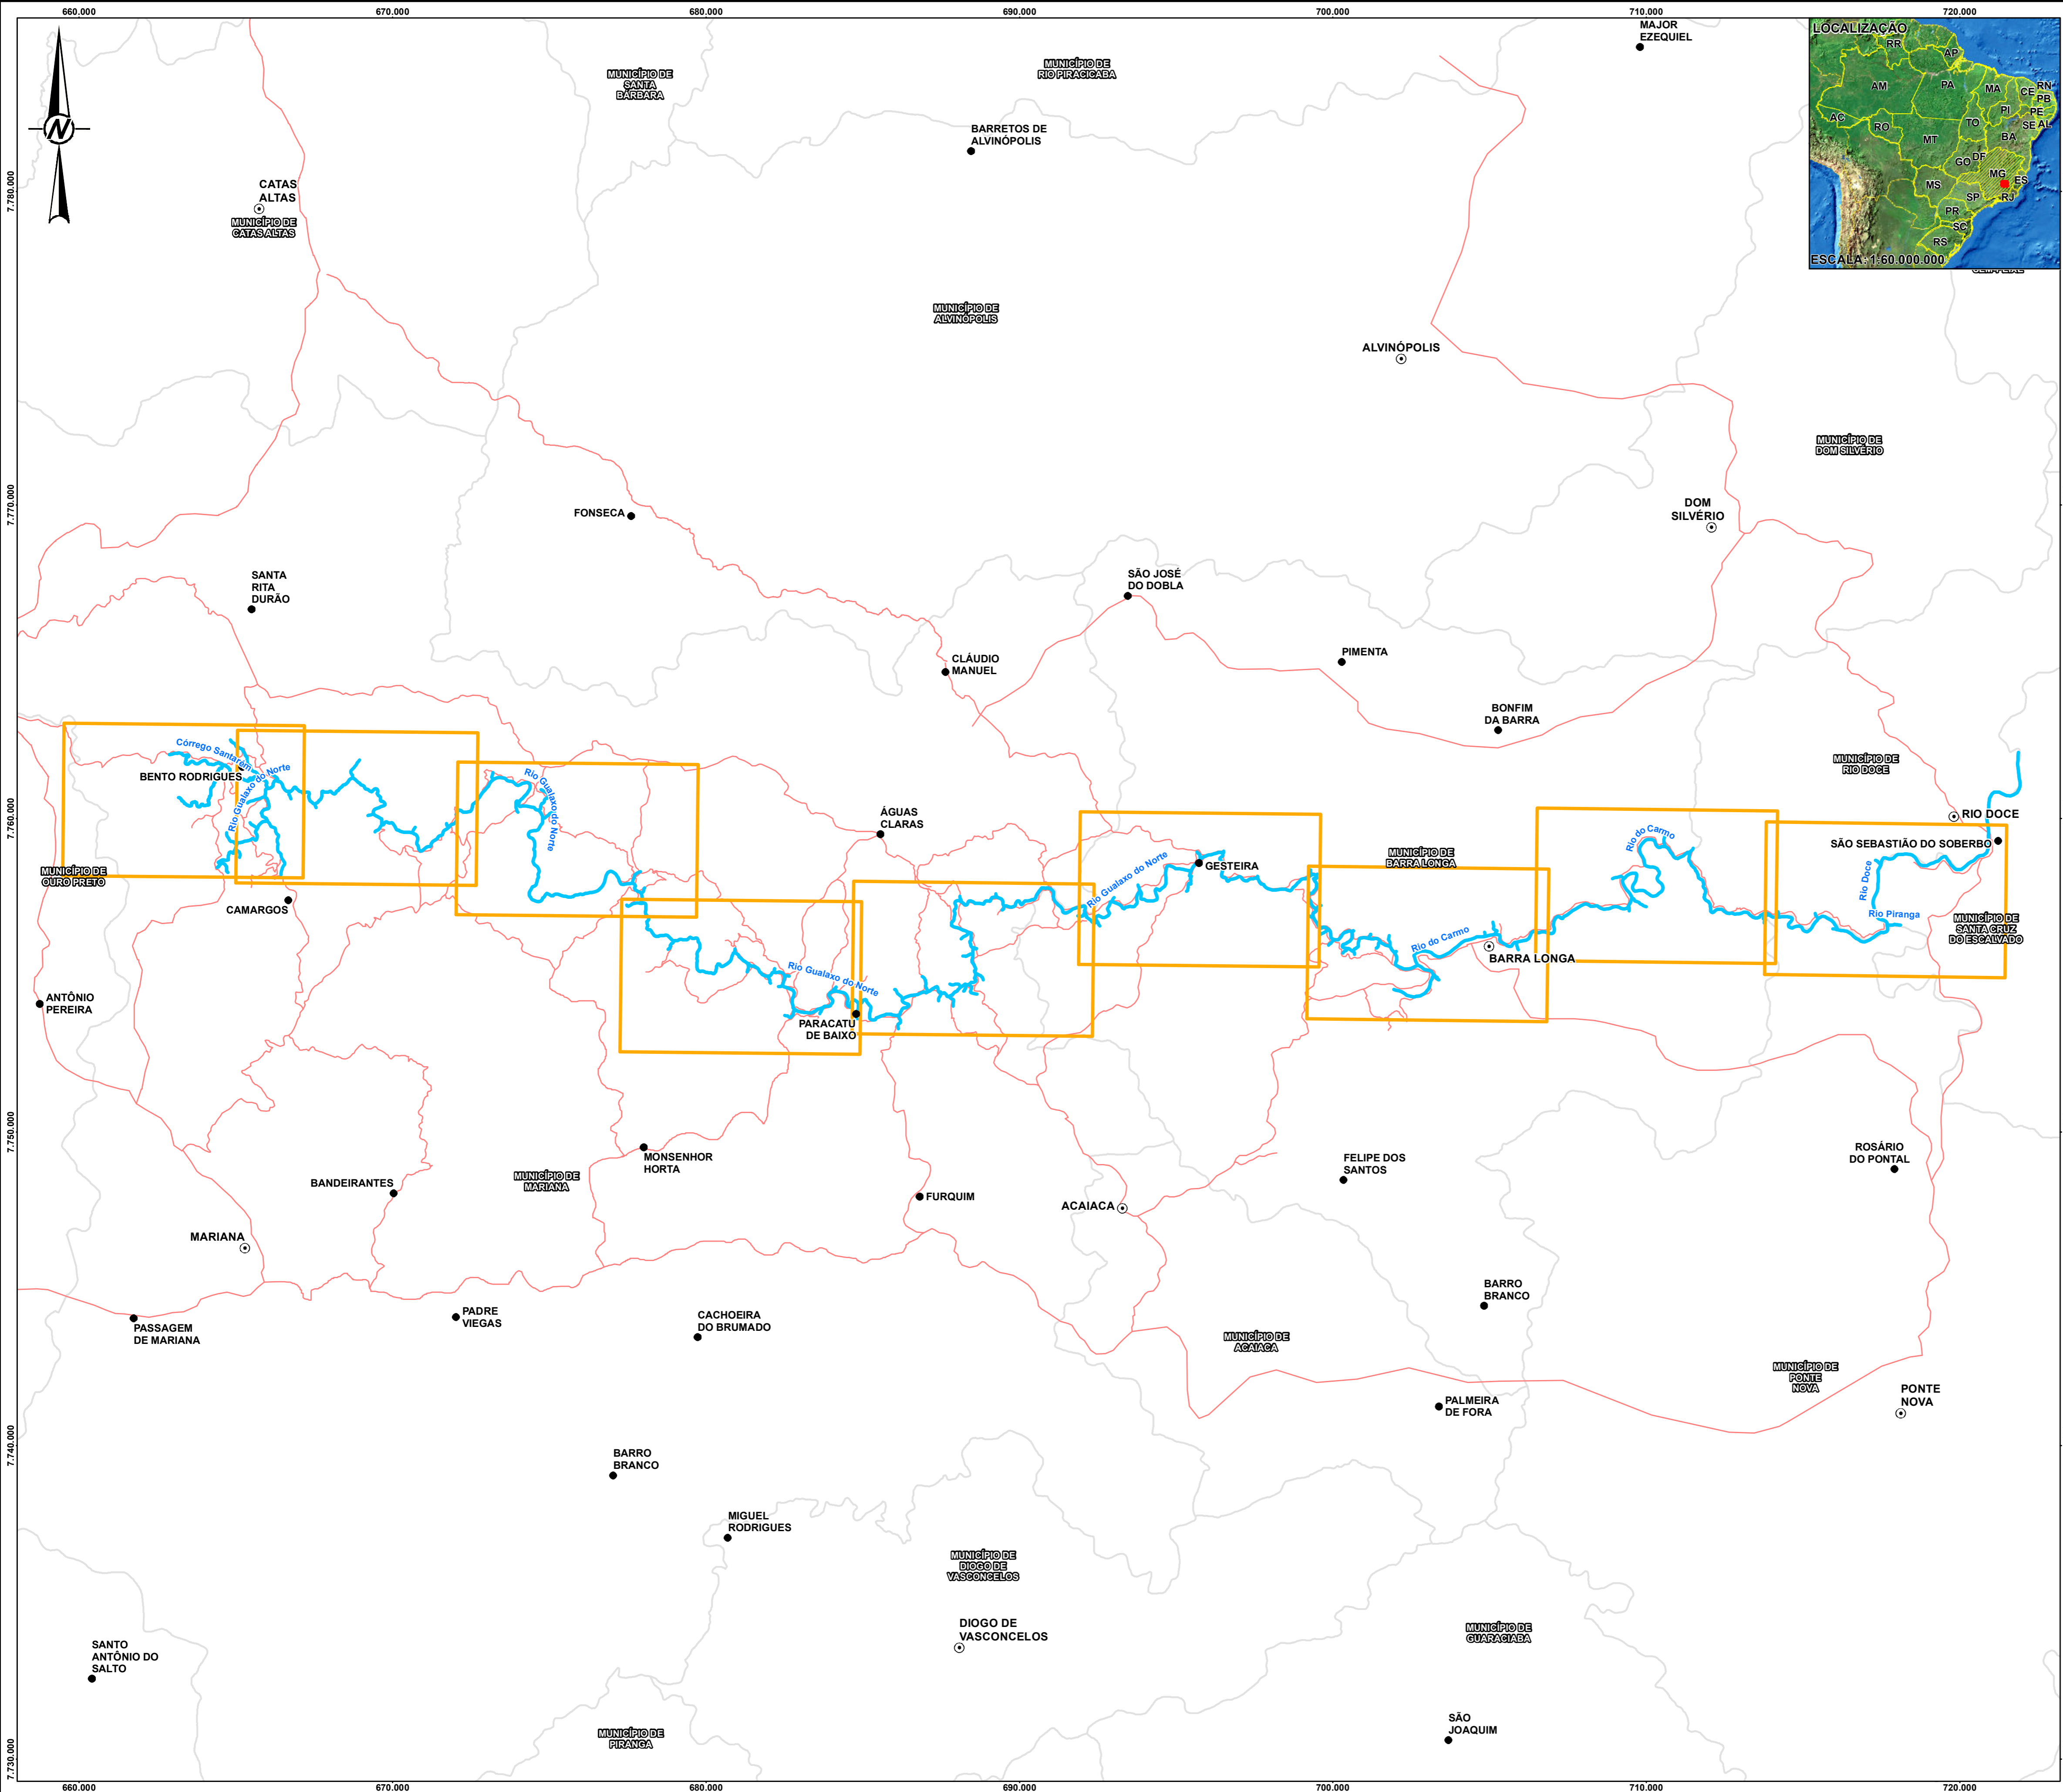 660.000
670.000
680.000
690.000
700.000
710.000
720.000
MAJOR
EZEQUIEL
LOCALIZAÇÃO
RR
AP
AM
PA
MA
CE
RN
PB
PI
PE
AC
RO
TO
SE
AL
MT
BA
GO
DF
MG
ES
MS
SP
RJ
PR
SC
RS
ESCALA: 1:60.000.000
N
MUNICÍPIO DE
SANTA
BÁRBARA
MUNICÍPIO DE
RIO PIRACICABA
BARRETOS DE
ALVINÓPOLIS
CATAS
ALTAS
MUNICÍPIO DE
CATAS ALTAS
7.780.000
MUNICÍPIO DE
ALVINÓPOLIS
ALVINÓPOLIS
MUNICÍPIO DE
DOM SILVÉRIO
7.770.000
FONSECA
DOM
SILVÉRIO
SANTA
RITA
DURÃO
SÃO JOSÉ
DO DOBLA
CLÁUDIO
MANUEL
PIMENTA
BONFIM
DA BARRA
Córrego Santarém
BENTO RODRIGUES
Rio Gualaxo do Norte
Rio Gualaxo do Norte
MUNICÍPIO DE
RIO DOCE
7.760.000
ÁGUAS
CLARAS
RIO DOCE
Rio do Carmo
SÃO SEBASTIÃO DO SOBERBO
MUNICÍPIO DE
BARRA LONGA
GESTEIRA
Rio Gualaxo do Norte
MUNICÍPIO DE
OURO PRETO
Rio Doce
CAMARGOS
Rio Piranga
MUNICÍPIO DE
SANTA CRUZ
DO ESCALVADO
Rio do Carmo
BARRA LONGA
Rio Gualaxo do Norte
ANTÔNIO
PEREIRA
PARACATU
DE BAIXO
7.750.000
MONSENHOR
HORTA
FELIPE DOS
SANTOS
ROSÁRIO
DO PONTAL
MUNICÍPIO DE
MARIANA
BANDEIRANTES
FURQUIM
ACAIACA
MARIANA
BARRO
BRANCO
PASSAGEM
DE MARIANA
PADRE
VIEGAS
CACHOEIRA
DO BRUMADO
MUNICÍPIO DE
ACAIACA
MUNICÍPIO DE
PONTE
NOVA
PALMEIRA
DE FORA
PONTE
NOVA
7.740.000
BARRO
BRANCO
MIGUEL
RODRIGUES
MUNICÍPIO DE
DIOGO DE
VASCONCELOS
DIOGO DE
VASCONCELOS
MUNICÍPIO DE
GUARACIABA
SANTO
ANTÔNIO DO
SALTO
SÃO
JOAQUIM
MUNICÍPIO DE
PIRANGA
7.730.000
660.000
670.000
680.000
690.000
700.000
710.000
720.000